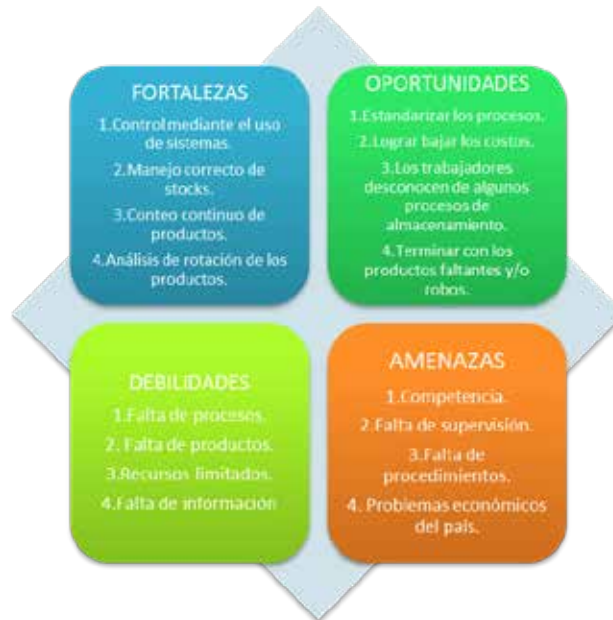 FORTALEZAS
1.Control mediante el uso
de sistemas.
2.Manejo correcto de
stocks.
3.Conteo continuo de
productos.
4.Análisis de rotación de los
productos.
OPORTUNIDADES
1.Estandarizar los procesos.
2.Lograr bajar los costos.
3.Los trabajadores
desconocen de algunos
procesos de
almacenamiento.
4.Terminar con los
productos faltantes y/o
robos.
DEBILIDADES
1.Falta de procesos.
2. Falta de productos.
3.Recursos limitados.
4.Falta de información
AMENAZAS
1.Competencia.
2.Falta de supervisión.
3.Falta de
procedimientos.
4. Problemas económicos
del país.